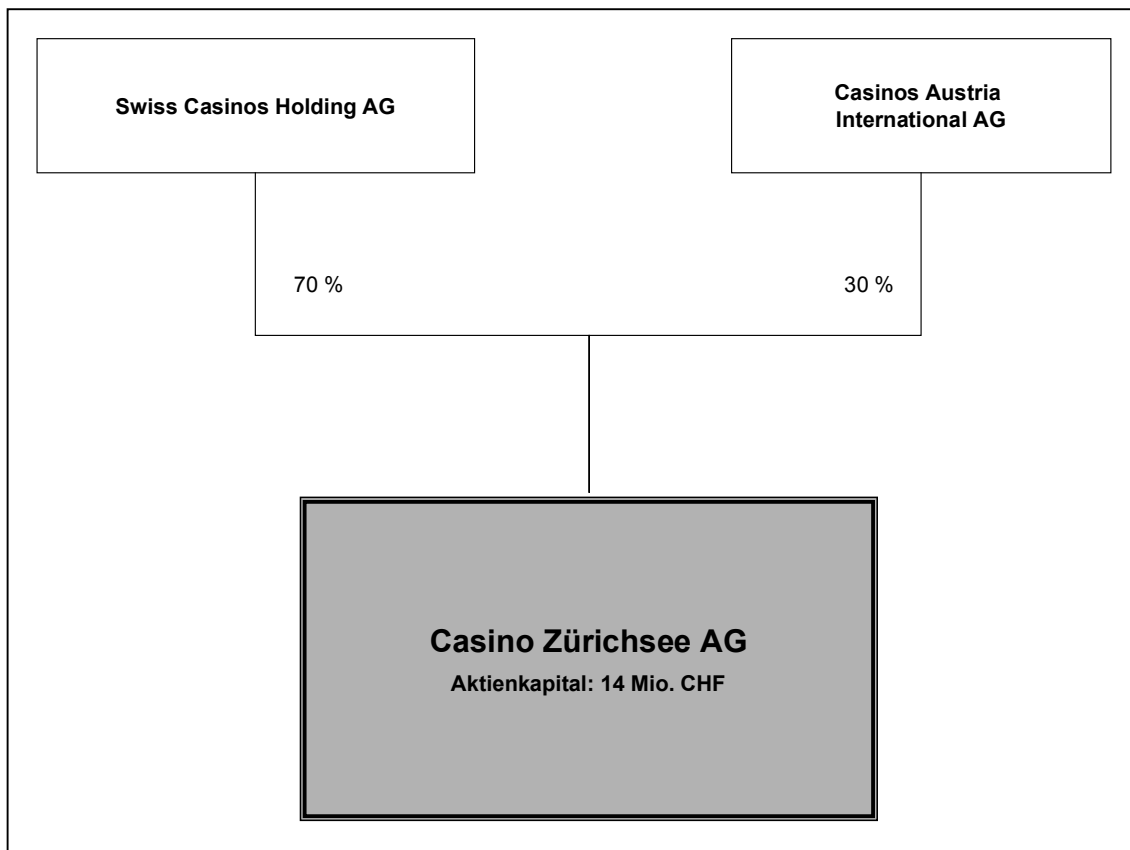 Swiss Casinos Holding AG
Casinos Austria
International AG
70 %
30 %
Casino Zürichsee AG
Aktienkapital: 14 Mio. CHF